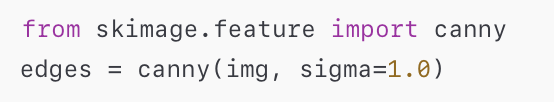 from skimage.feature import canny
edges = canny(img, sigma=1.0)